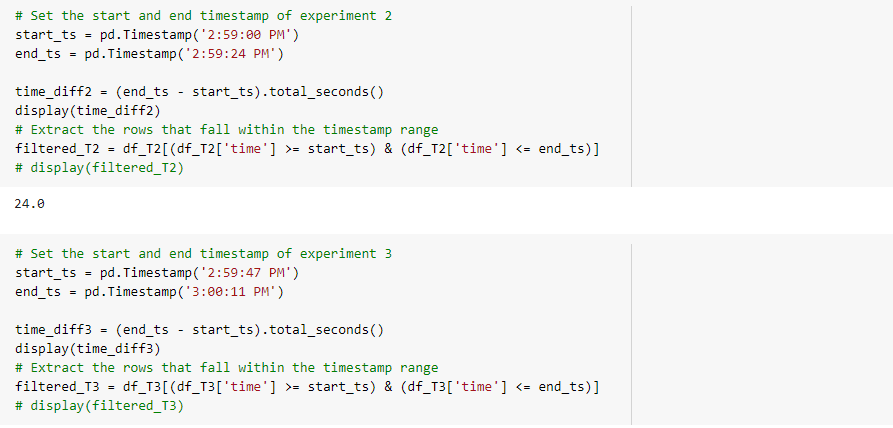 # Set the start and end timestamp of experiment 2
start_ts = pd.Timestamp('2:59:00 PM')
end_ts = pd.Timestamp('2:59:24 PM')
time_diff2 = (end_ts - start_ts).total_seconds()
display(time_diff2)
# Extract the rows that fall within the timestamp range
filtered_T2 = df_T2[(df_T2['time'] >= start_ts) & (df_T2['time'] <= end_ts)]
# display(filtered_T2)
24.0
# Set the start and end timestamp of experiment 3
start_ts = pd.Timestamp('2:59:47 PM')
end_ts = pd.Timestamp('3:00:11 PM')
time_diff3 = (end_ts - start_ts).total_seconds()
display(time_diff3)
# Extract the rows that fall within the timestamp range
filtered_T3 = df_T3[(df_T3['time'] >= start_ts) & (df_T3['time'] <= end_ts)]
# display(filtered_T3)